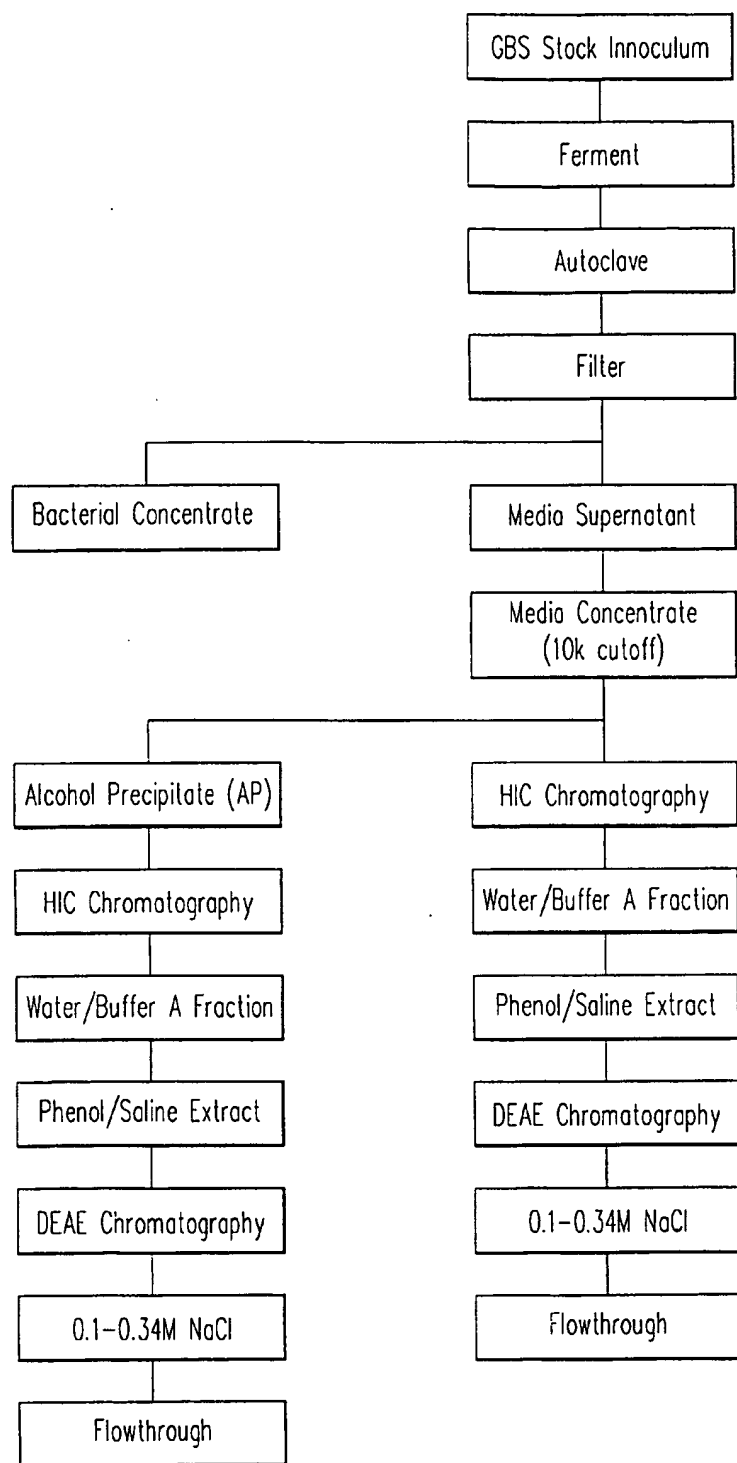 GBS Stock Innoculum
Ferment
Autoclave
Filter
Bacterial Concentrate
Media Supernatant
Media Concentrate
(10k cutoff)
Alcohol Precipitate (AP)
HIC Chromatography
Water/Buffer A Fraction
Phenol/Saline Extract
DEAE Chromatography
0.1-0.34M NaCl
Flowthrough
HIC Chromatography
Water/Buffer A Fraction
Phenol/Saline Extract
DEAE Chromatography
0.1-0.34M NaCl
Flowthrough